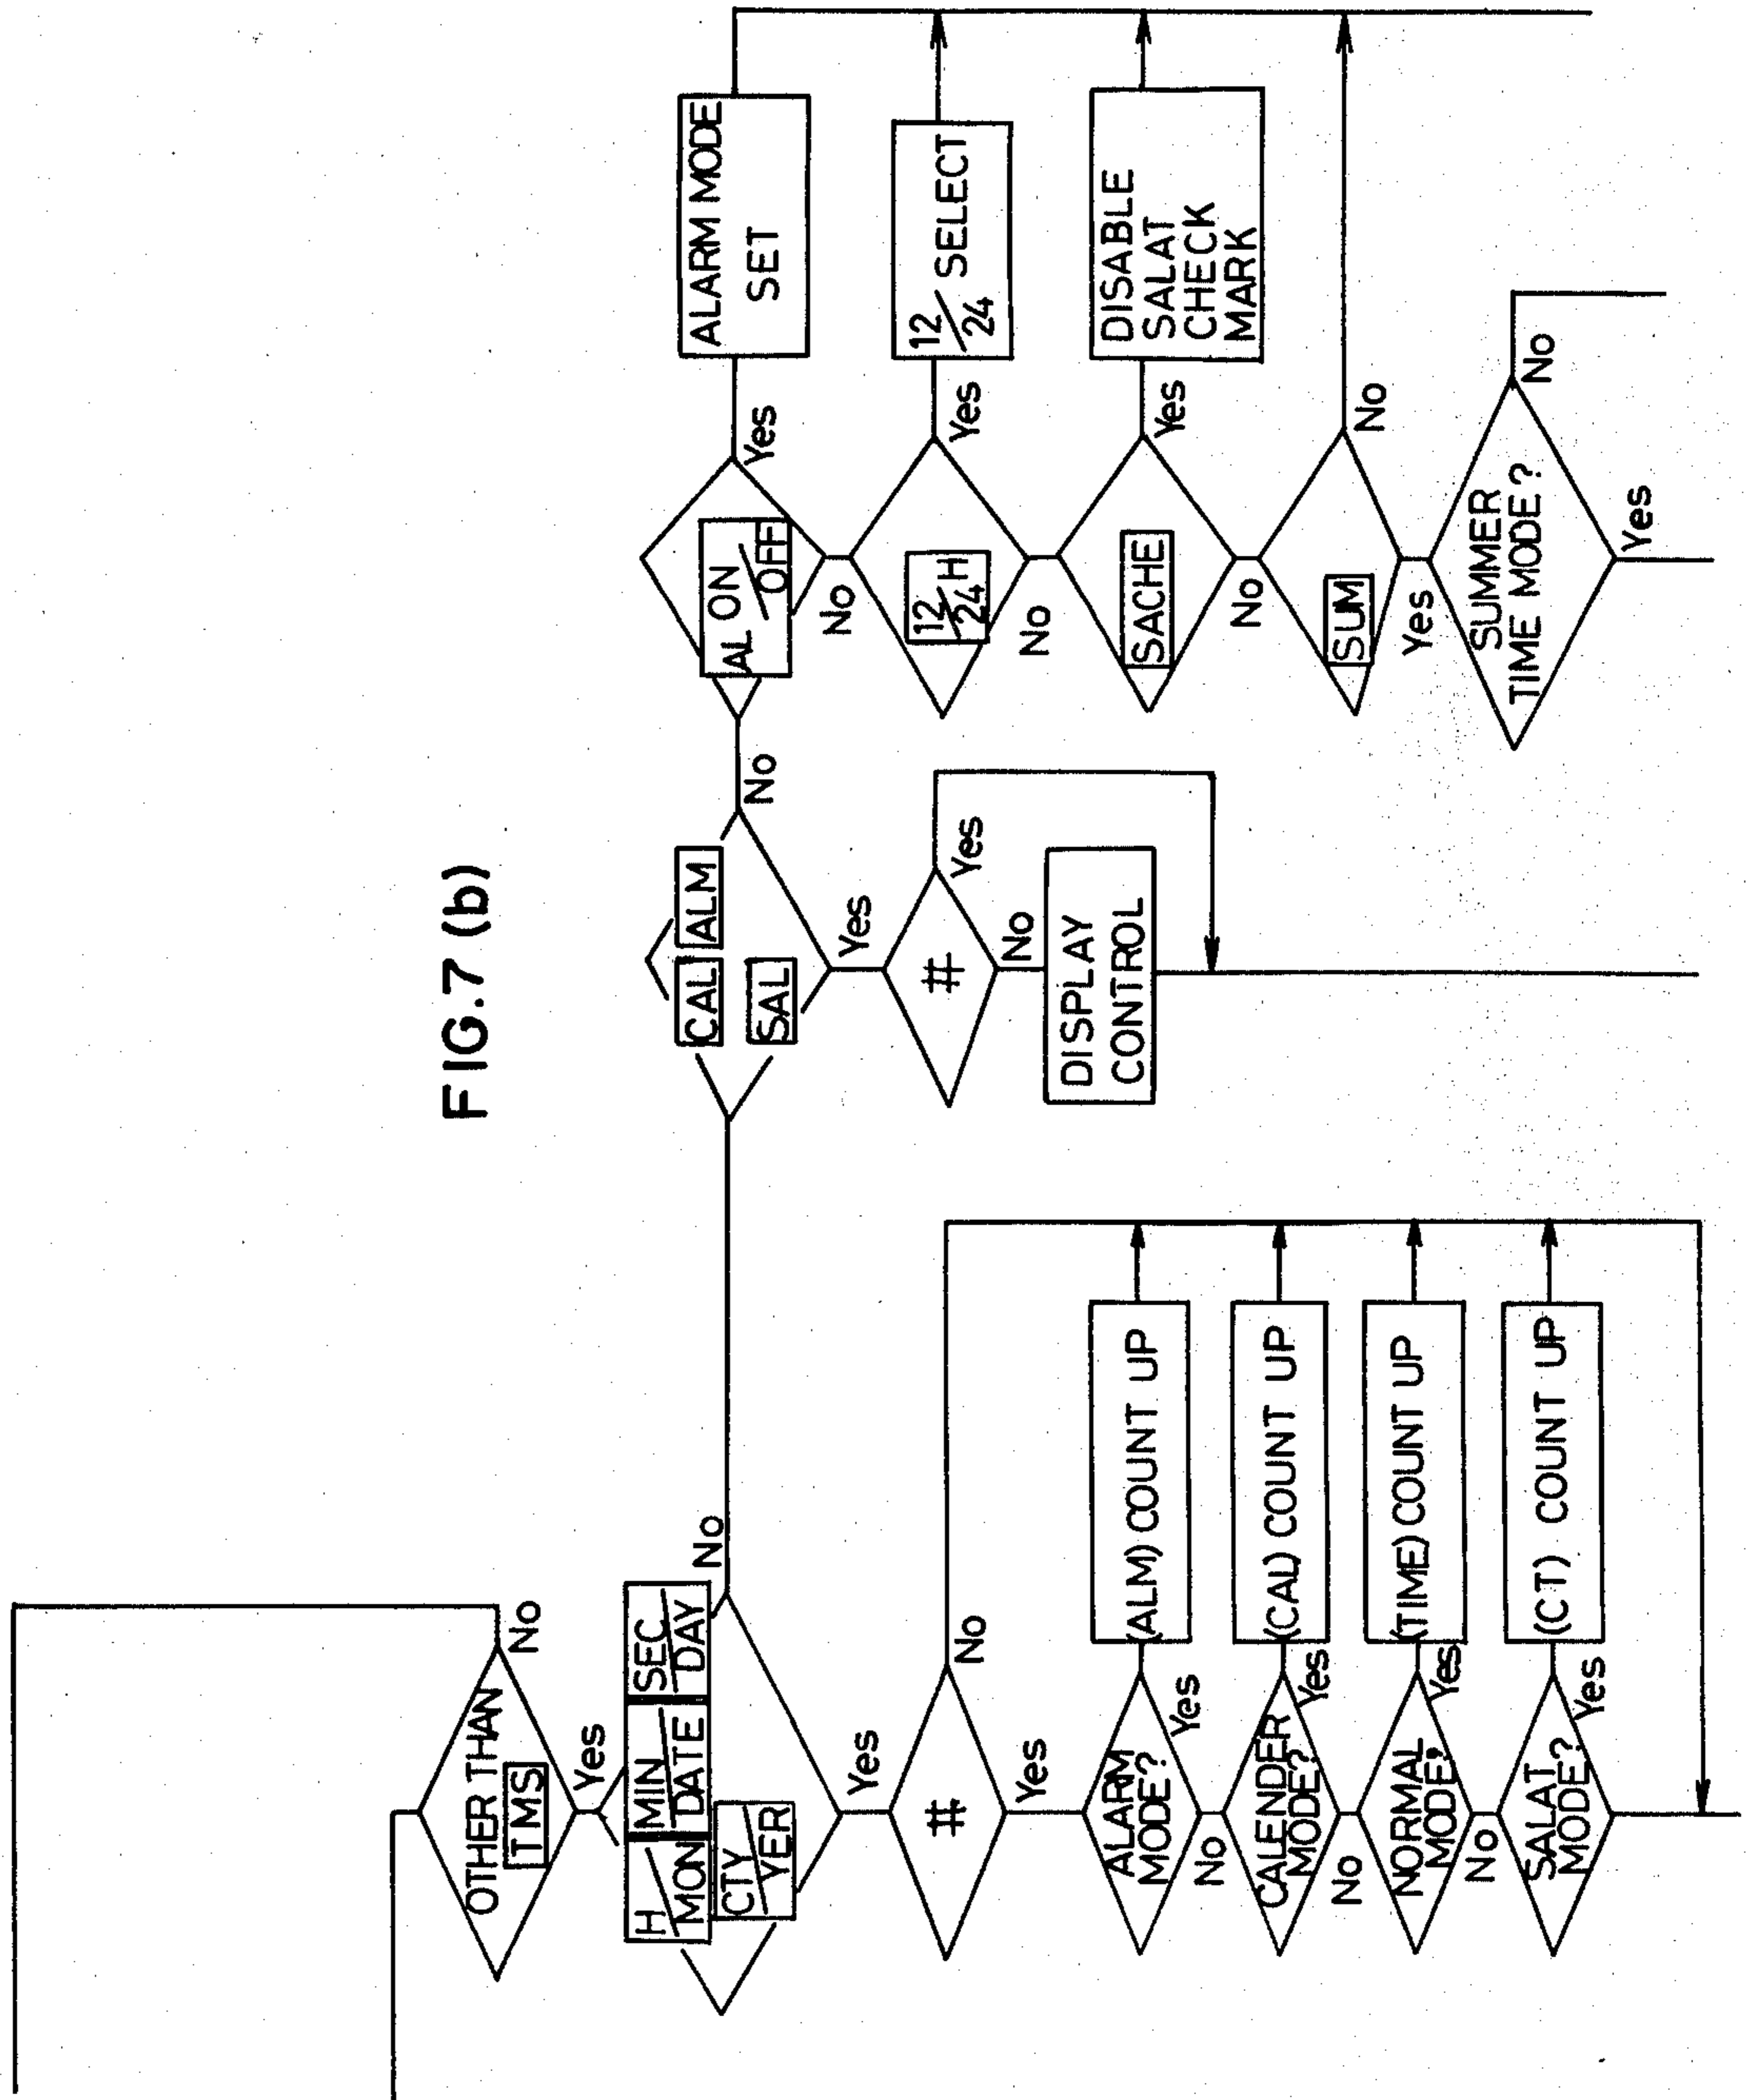 FIG.7 (b)
OTHER THAN
TMS
No
Yes
H/MON
MIN/DATE
SEC/DAY
CTY/YER
No
Yes
#
No
Yes
ALARM
MODE?
Yes
(ALM) COUNT UP
No
CALENDER
MODE?
Yes
(CAL) COUNT UP
No
NORMAL
MODE?
Yes
(TIME) COUNT UP
No
SALAT
MODE?
Yes
(CT) COUNT UP
CAL
ALM
SAL
No
Yes
#
Yes
No
DISPLAY
CONTROL
AL ON/OFF
Yes
ALARM MODE
SET
No
12/24 H
Yes
12/24 SELECT
No
SACHE
Yes
DISABLE
SALAT
CHECK
MARK
No
SUM
No
Yes
SUMMER
TIME MODE?
No
Yes